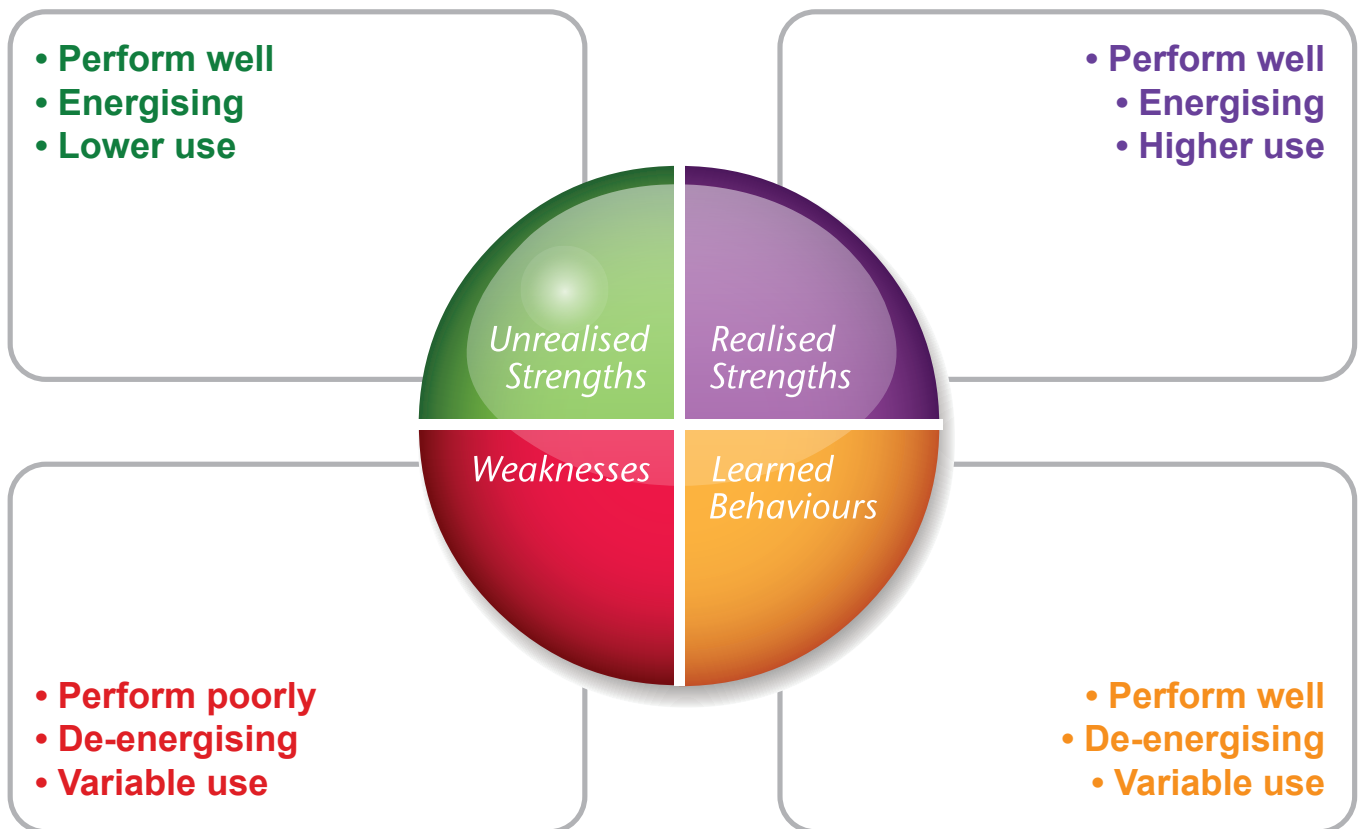 • Perform well
• Energising
• Lower use
• Perform well
• Energising
• Higher use
Unrealised
Strengths
Realised
Strengths
Weaknesses
Learned
Behaviours
• Perform poorly
• De-energising
• Variable use
• Perform well
• De-energising
• Variable use